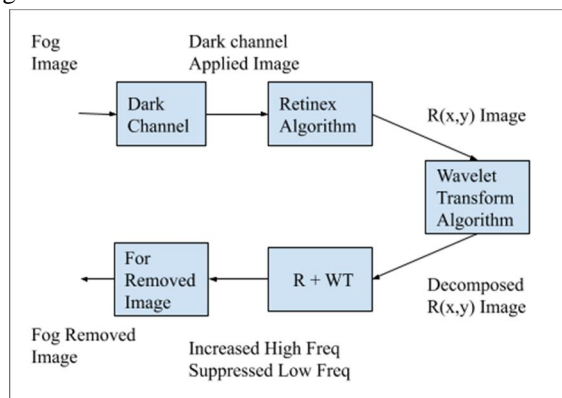 Fog
Image
Dark channel
Applied Image
Dark
Channel
Retinex
Algorithm
R(x,y) Image
Wavelet
Transform
Algorithm
Decomposed
R(x,y) Image
R + WT
Increased High Freq
Suppressed Low Freq
For
Removed
Image
Fog Removed
Image